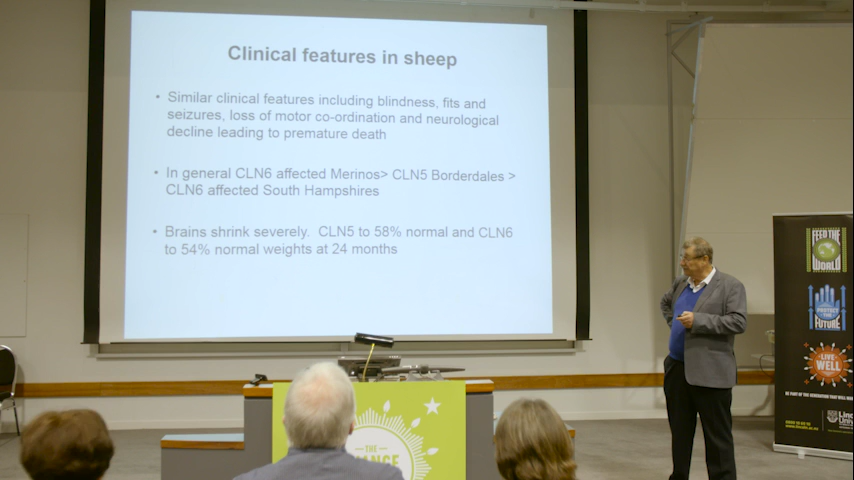 Clinical features in sheep
• Similar clinical features including blindness, fits and
seizures, loss of motor co-ordination and neurological
decline leading to premature death
• In general CLN6 affected Merinos> CLN5 Borderdales >
CLN6 affected South Hampshires
• Brains shrink severely. CLN5 to 58% normal and CLN6
to 54% normal weights at 24 months
FEED THE
WORLD
PROTECT
THE
FUTURE
LIVE
WELL
THE